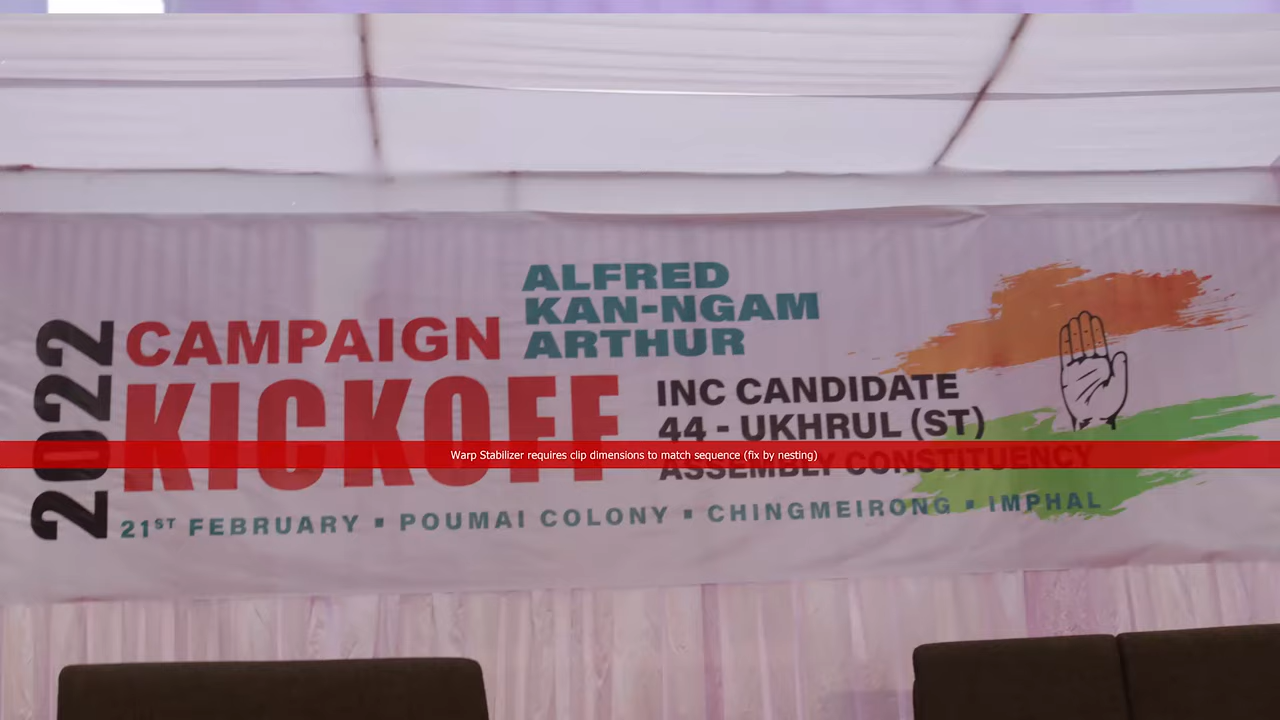 2022
CAMPAIGN
KICKOFF
ALFRED
KAN-NGAM
ARTHUR
INC CANDIDATE
44 - UKHRUL (ST)
ASSEMBLY CONSTITUENCY
Warp Stabilizer requires clip dimensions to match sequence (fix by nesting)
21ST FEBRUARY ▪ POUMAI COLONY ▪ CHINGMEIRONG ▪ IMPHAL